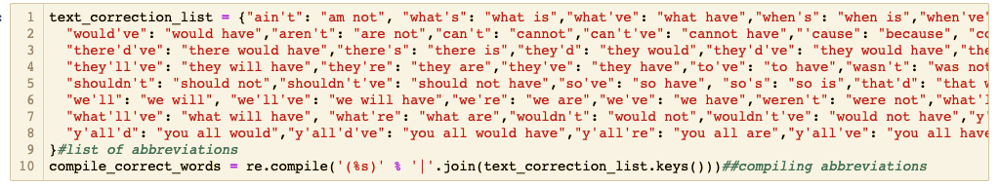 1 text_correction_list = {"ain't": "am not", "what's": "what is","what've": "what have","when's": "when is","when've"
2 "would've": "would have","aren't": "are not","can't": "cannot","can't've": "cannot have","'cause": "because", "co
3 "there'd've": "there would have","there's": "there is","they'd": "they would","they'd've": "they would have","the
4 "they'll've": "they will have","they're": "they are","they've": "they have","to've": "to have","wasn't": "was not
5 "shouldn't": "should not","shouldn't've": "should not have","so've": "so have", "so's": "so is","that'd": "that w
6 "we'll": "we will", "we'll've": "we will have","we're": "we are","we've": "we have","weren't": "were not","what'l
7 "what'll've": "what will have", "what're": "what are","wouldn't": "would not","wouldn't've": "would not have","y'
8 "y'all'd": "you all would","y'all'd've": "you all would have","y'all're": "you all are","y'all've": "you all have
9 }#list of abbreviations
10 compile_correct_words = re.compile('(%s)' % '|'.join(text_correction_list.keys()))##compiling abbreviations